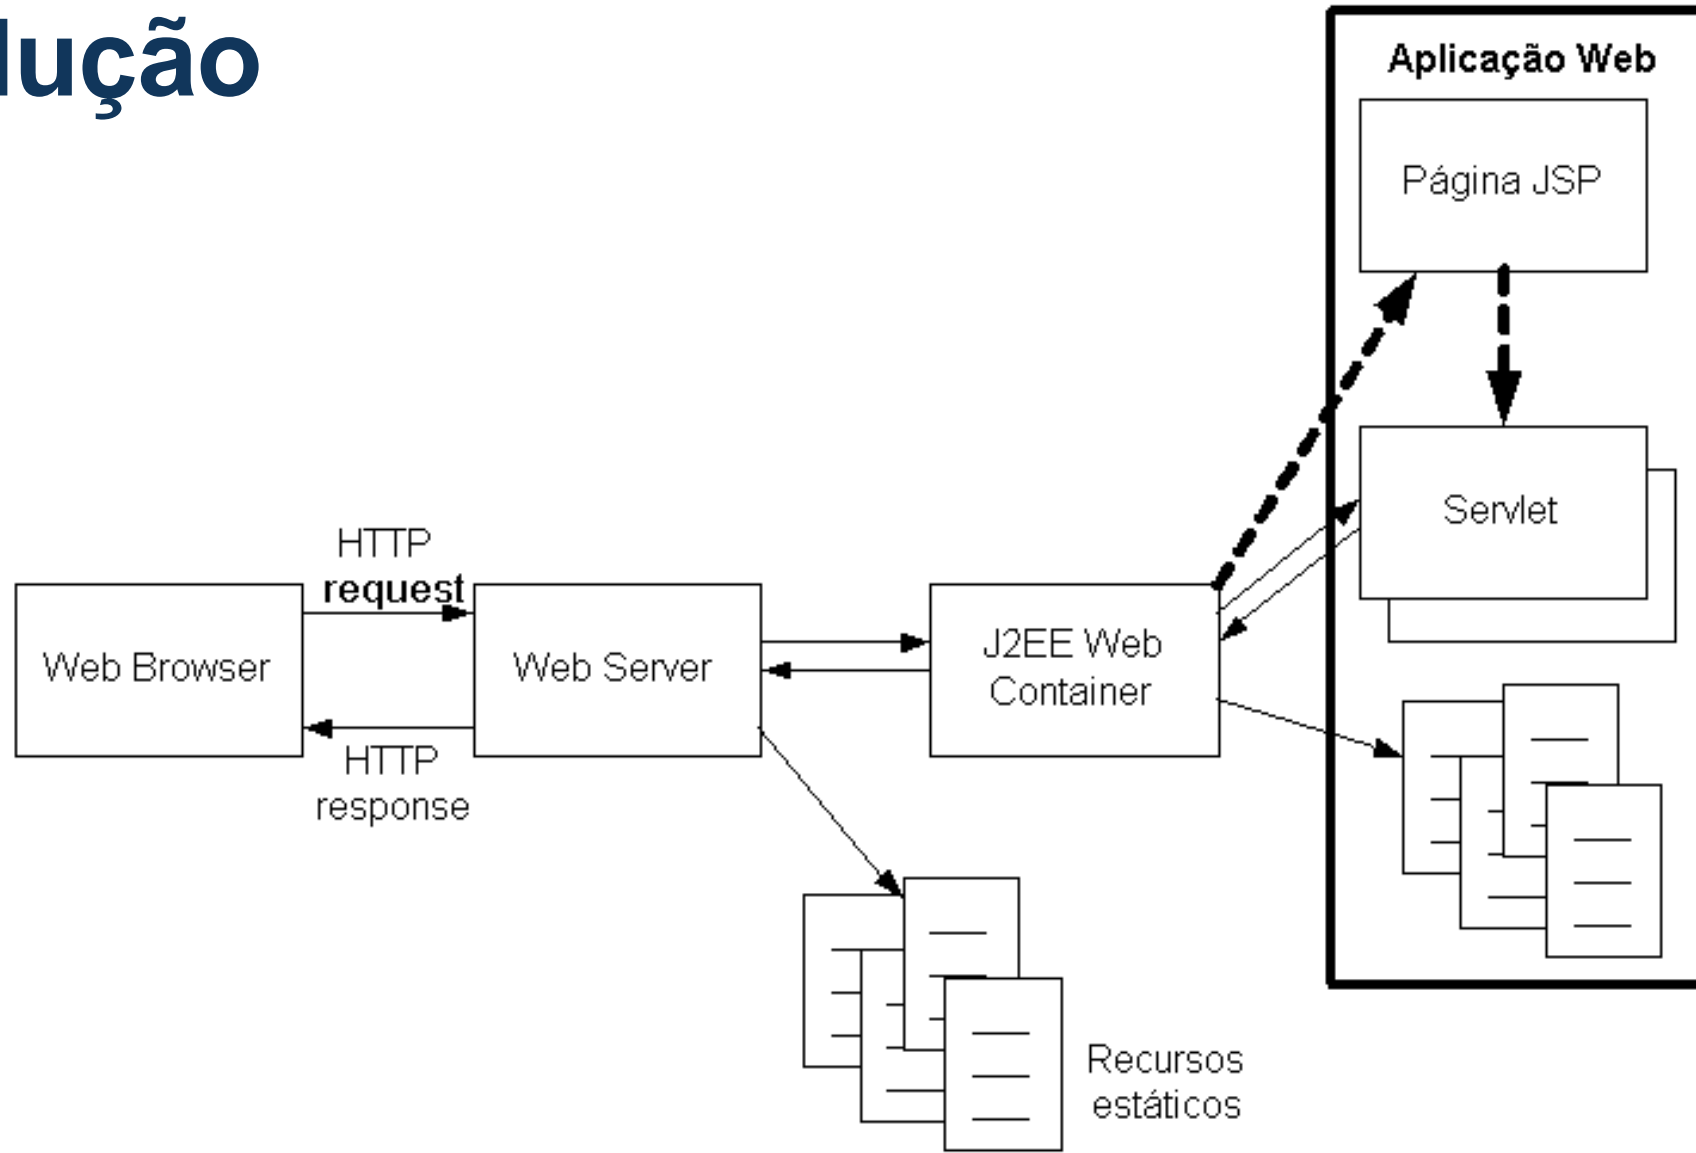 lução
Aplicação Web
Página JSP
Servlet
HTTP
request
Web Browser
Web Server
J2EE Web
Container
HTTP
response
Recursos
estáticos